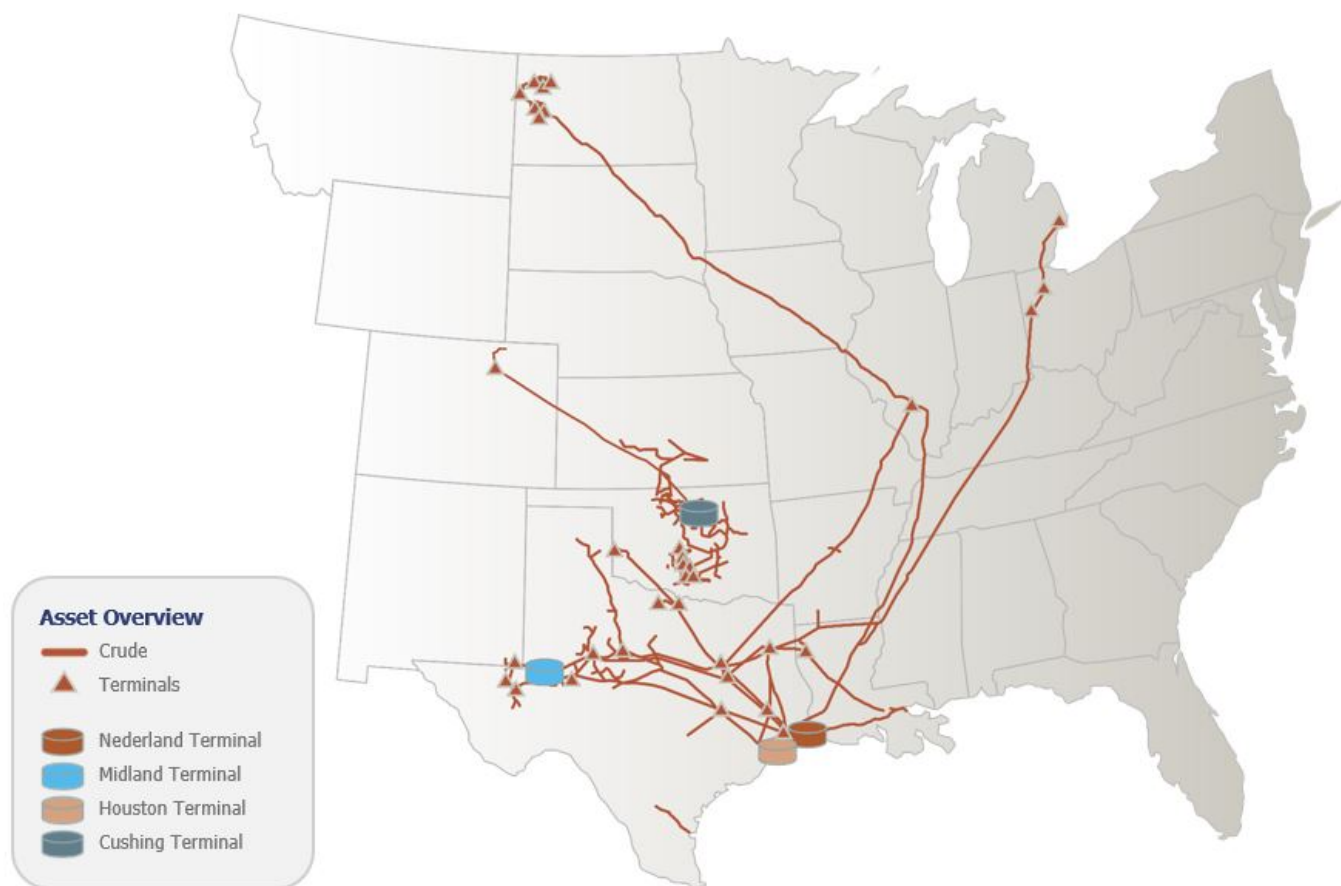 Asset Overview
Crude
Terminals
Nederland Terminal
Midland Terminal
Houston Terminal
Cushing Terminal